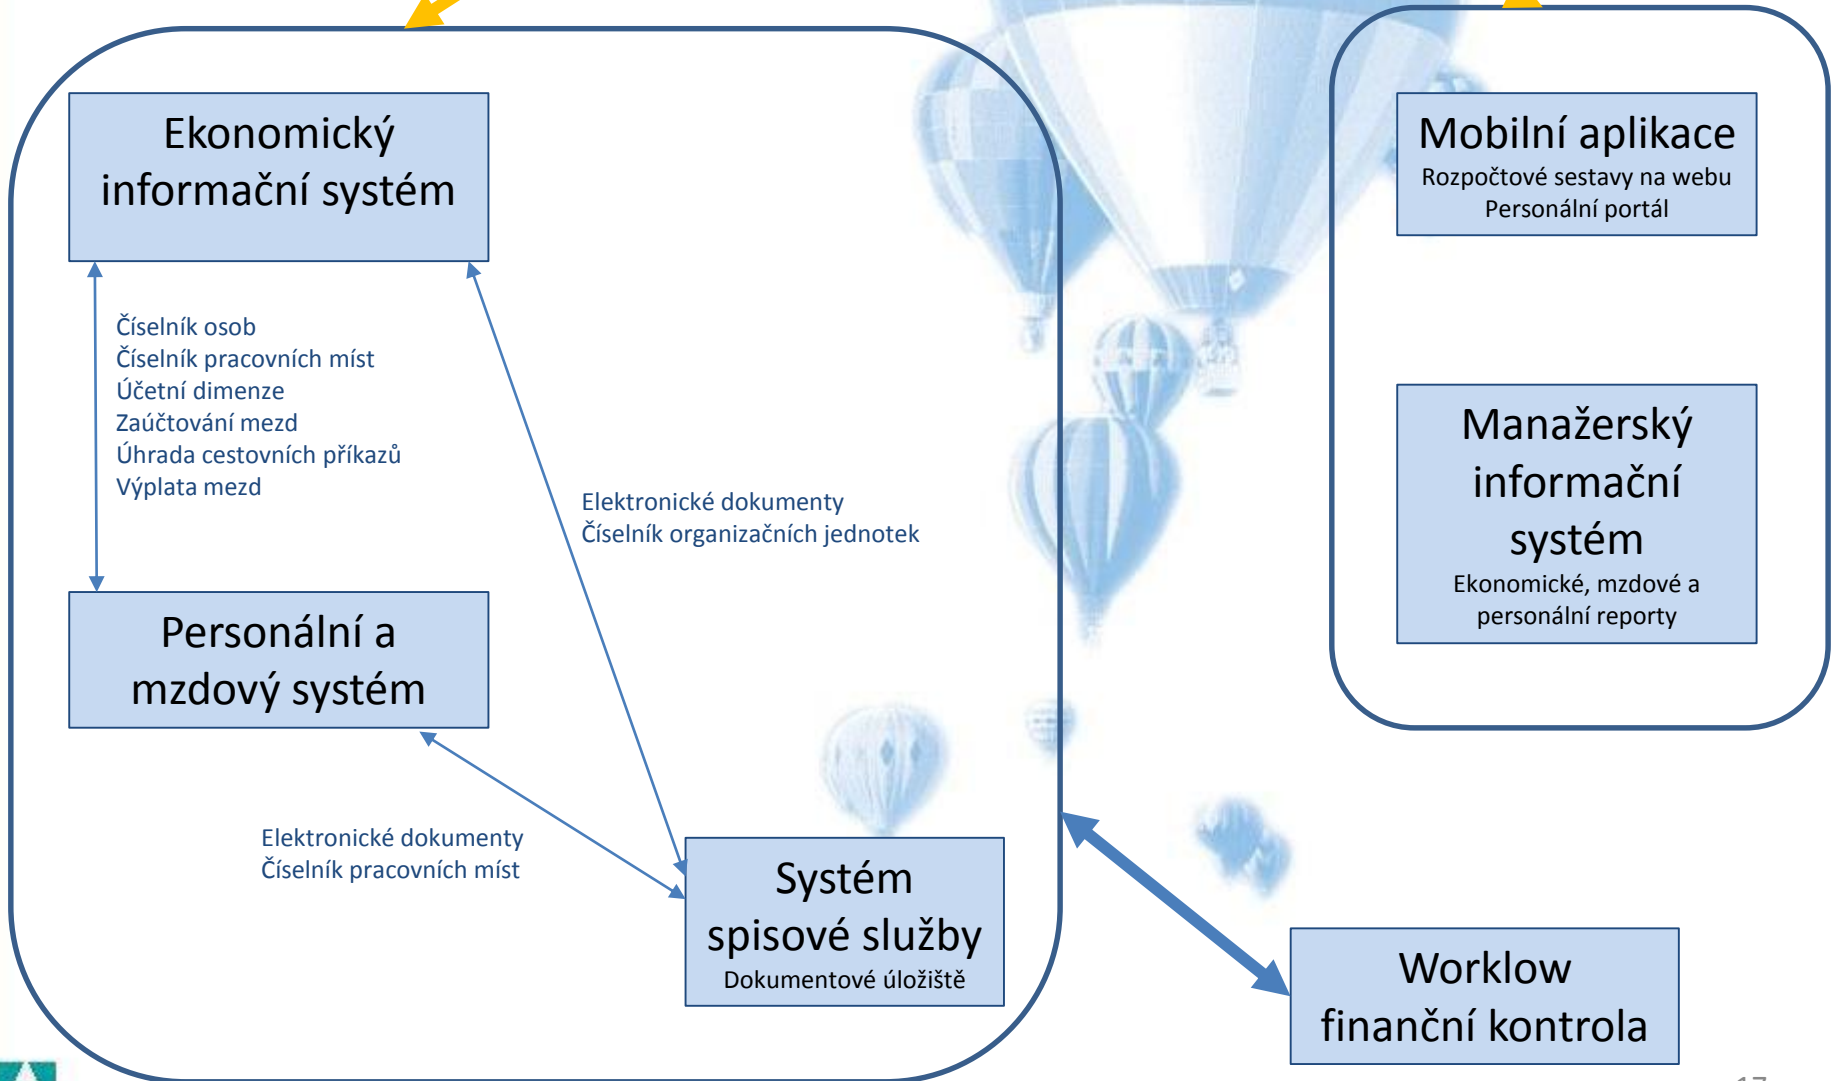 Ekonomický
informační systém
Číselník osob
Číselník pracovních míst
Účetní dimenze
Zaúčtování mezd
Úhrada cestovních příkazů
Výplata mezd
Elektronické dokumenty
Číselník organizačních jednotek
Personální a
mzdový systém
Elektronické dokumenty
Číselník pracovních míst
Systém
spisové služby
Dokumentové úložiště
Mobilní aplikace
Rozpočtové sestavy na webu
Personální portál
Manažerský
informační
systém
Ekonomické, mzdové a
personální reporty
Worklow
finanční kontrola
17